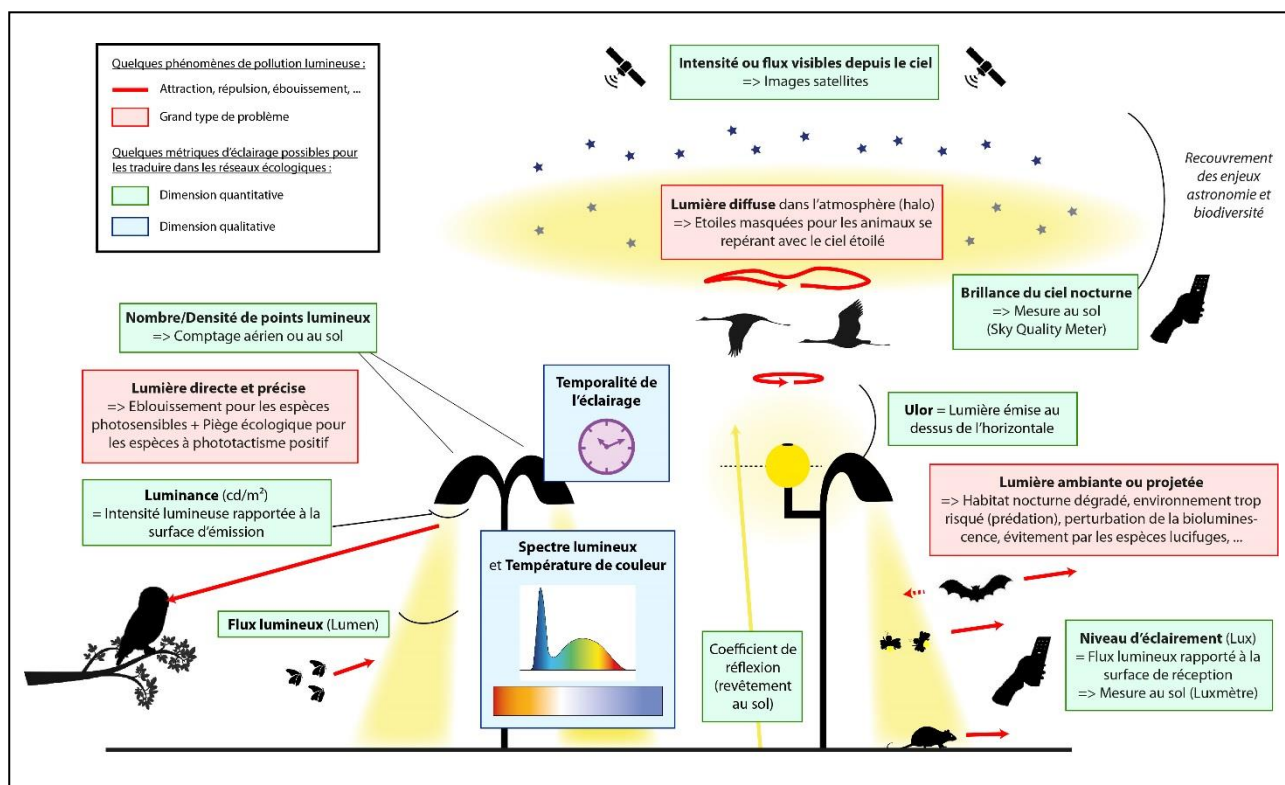 Quelques phénomènes de pollution lumineuse :
Attraction, répulsion, ébouissement, ...
Grand type de problème
Quelques métriques d'éclairage possibles pour
les traduire dans les réseaux écologiques :
Dimension quantitative
Dimension qualitative
Intensité ou flux visibles depuis le ciel
=> Images satellites
Recouvrement
des enjeux
astronomie et
biodiversité
Lumière diffuse dans l'atmosphère (halo)
=> Etoiles masquées pour les animaux se
repérant avec le ciel étoilé
Brillance du ciel nocturne
=> Mesure au sol
(Sky Quality Meter)
Nombre/Densité de points lumineux
=> Comptage aérien ou au sol
Lumière directe et précise
=> Eblouissement pour les espèces
photosensibles + Piège écologique pour
les espèces à phototactisme positif
Temporalité de
l'éclairage
Ulor = Lumière émise au
dessus de l'horizontale
Luminance (cd/m²)
= Intensité lumineuse rapportée à la
surface d'émission
Lumière ambiante ou projetée
=> Habitat nocturne dégradé, environnement trop
risqué (prédation), perturbation de la biolumines-
cence, évitement par les espèces lucifuges, ...
Spectre lumineux
et Température de couleur
Flux lumineux (Lumen)
Coefficient de
réflexion
(revêtement
au sol)
Niveau d'éclairement (Lux)
= Flux lumineux rapporté à la
surface de réception
=> Mesure au sol (Luxmètre)